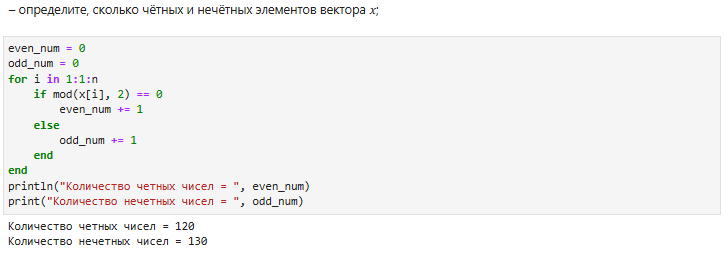 – определите, сколько чётных и нечётных элементов вектора x;
even_num = 0
odd_num = 0
for i in 1:1:n
    if mod(x[i], 2) == 0
        even_num += 1
    else
        odd_num += 1
    end
end
println("Количество четных чисел = ", even_num)
print("Количество нечетных чисел = ", odd_num)
Количество четных чисел = 120
Количество нечетных чисел = 130